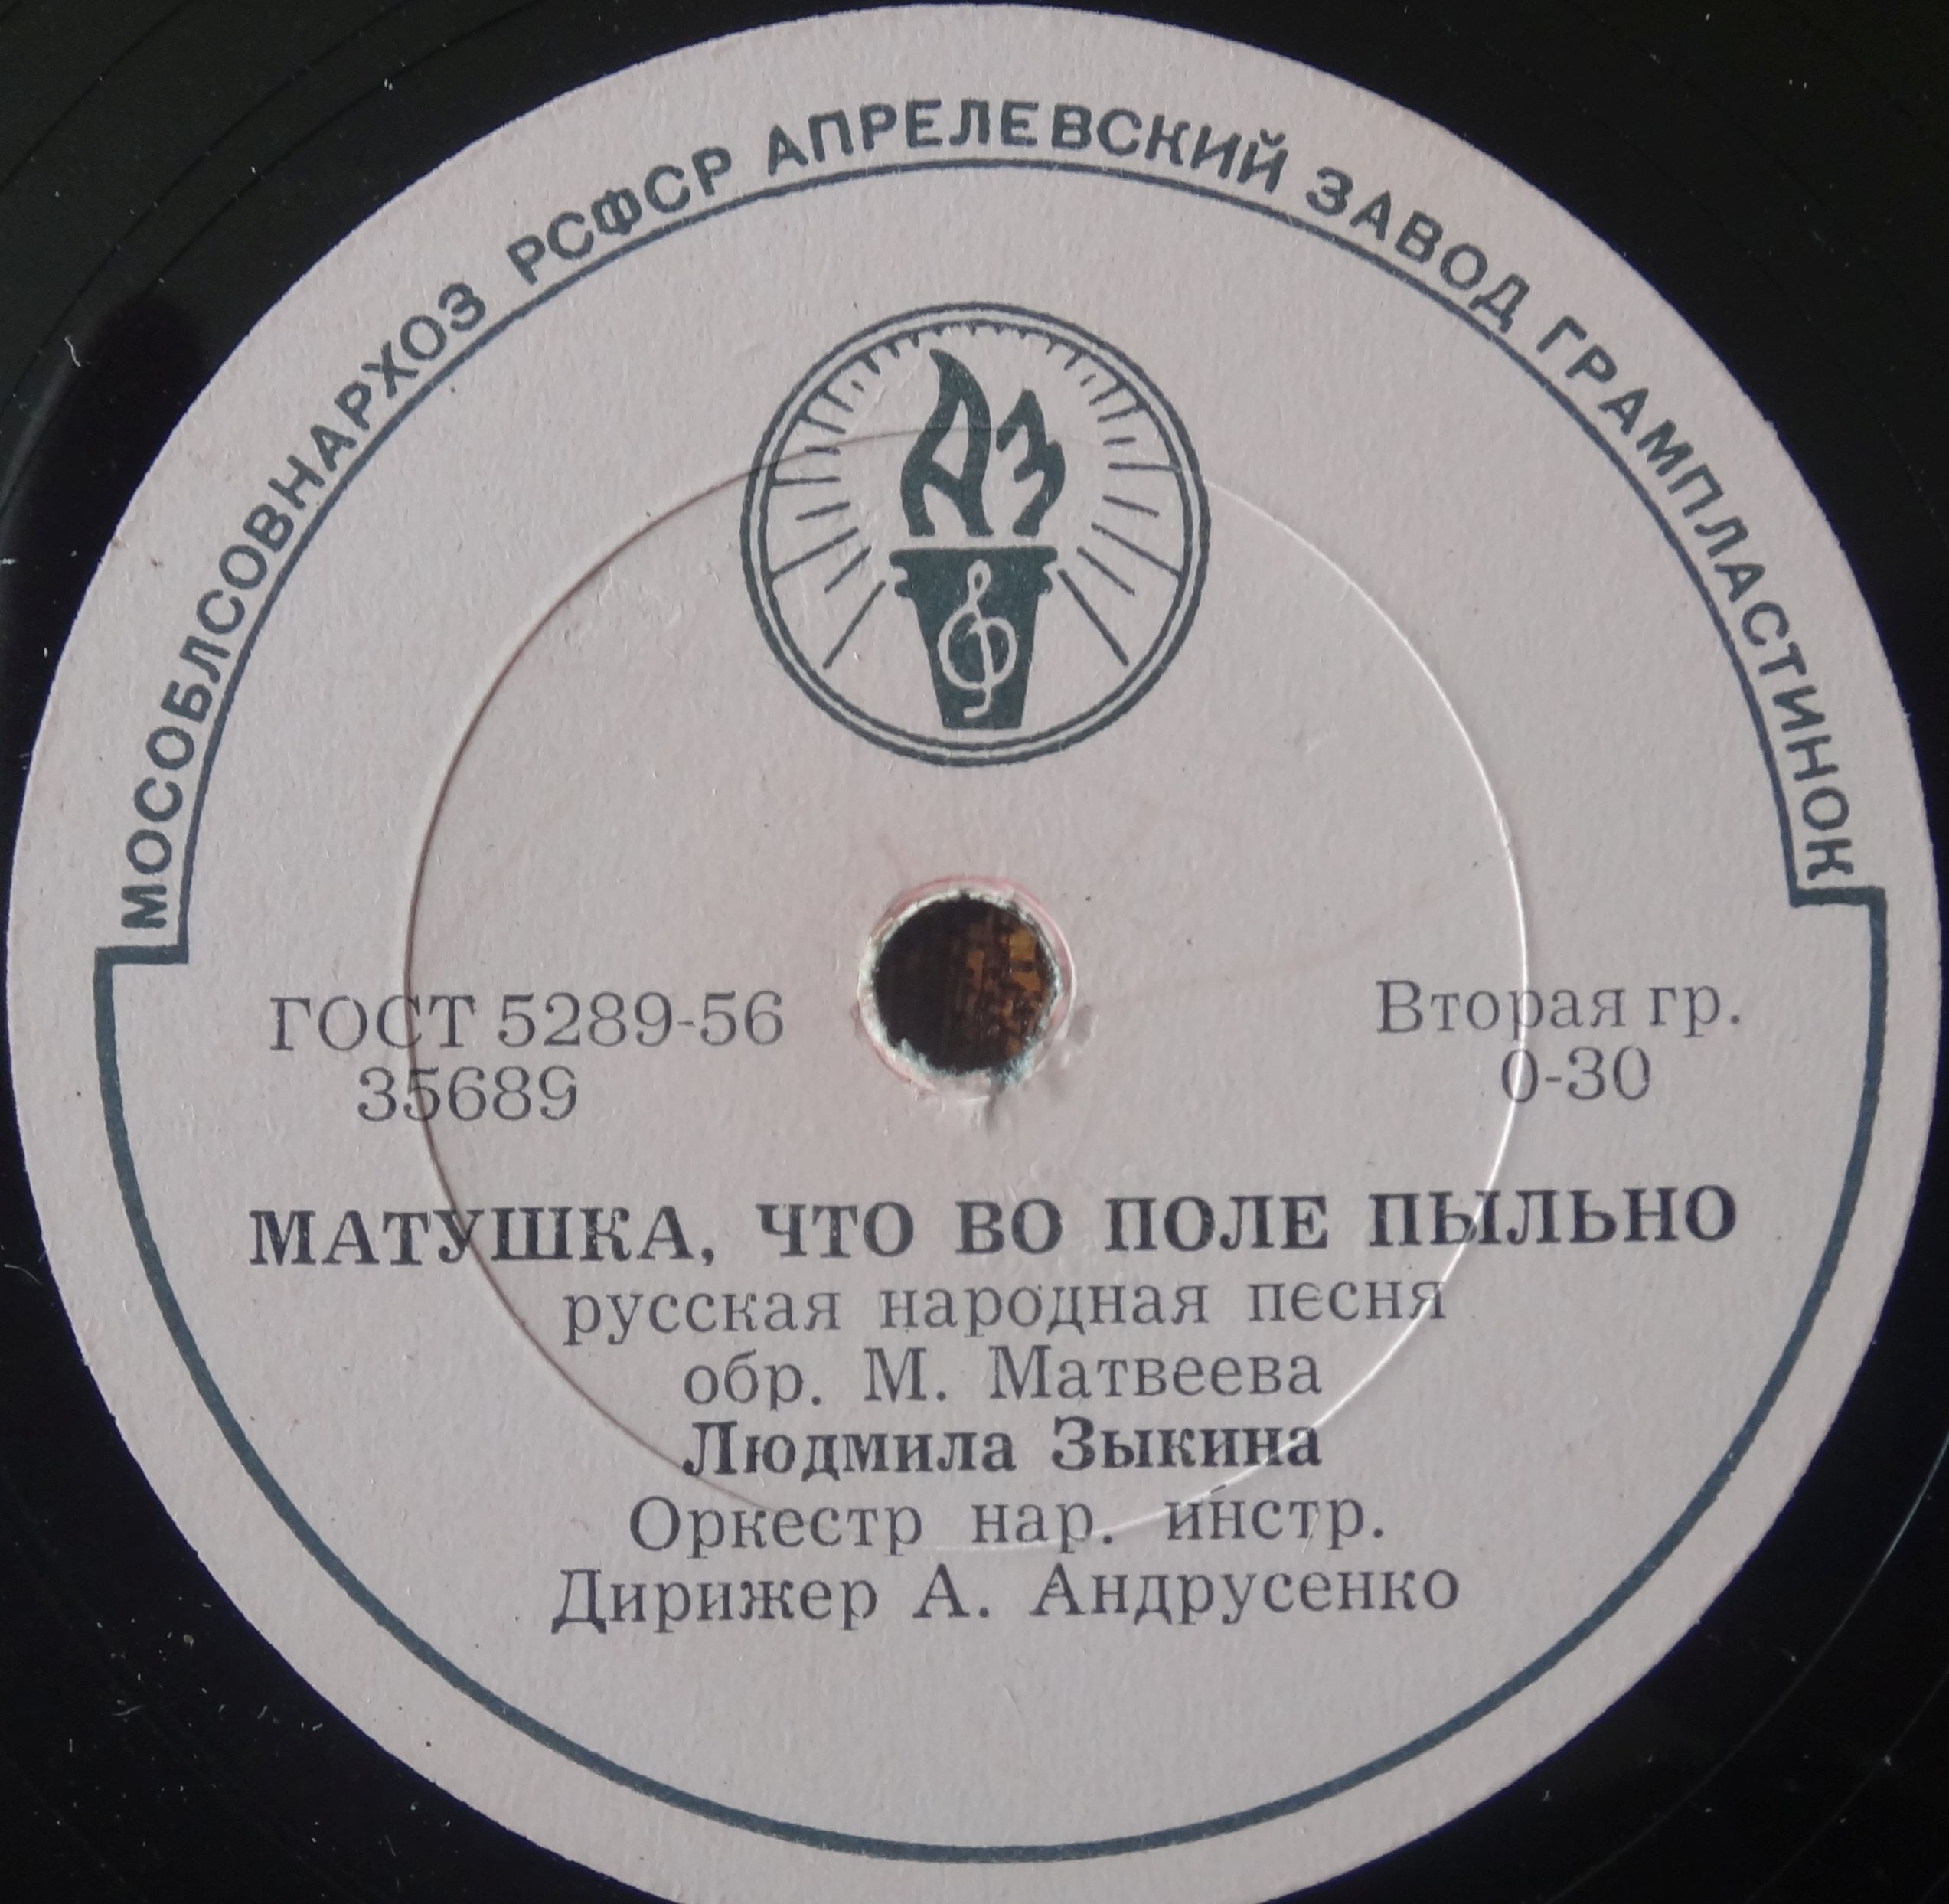 МОСОБЛСОВНАРХОЗ РСФСР АПРЕЛЕВСКИЙ ЗАВОД ГРАМПЛАСТИНОК
АЗ
ГОСТ 5289-56
35689
Вторая гр.
0-30
МАТУШКА, ЧТО ВО ПОЛЕ ПЫЛЬНО
русская народная песня
обр. М. Матвеева
Людмила Зыкина
Оркестр нар. инстр.
Дирижер А. Андрусенко